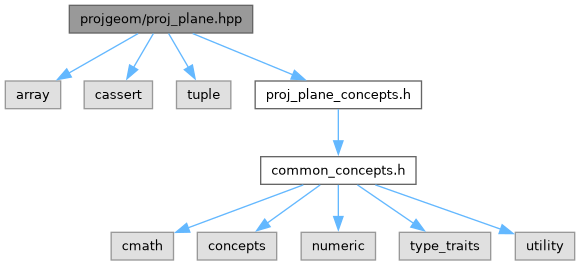 projgeom/proj_plane.hpp
array
cassert
tuple
proj_plane_concepts.h
common_concepts.h
cmath
concepts
numeric
type_traits
utility